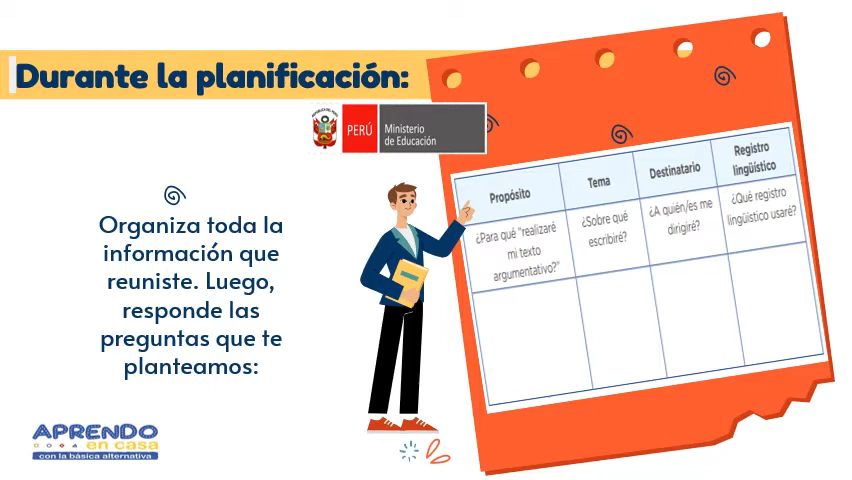 Durante la planificación:
PERÚ
Ministerio
de Educación
Organiza toda la
información que
reuniste. Luego,
responde las
preguntas que te
planteamos:
Propósito
Tema
Destinatario
Registro
lingüístico
¿Para qué "realizaré
mi texto
argumentativo?"
¿Sobre qué
escribiré?
¿A quién/es me
dirigiré?
¿Qué registro
lingüístico usaré?
APRENDO
en casa
con la básica alternativa